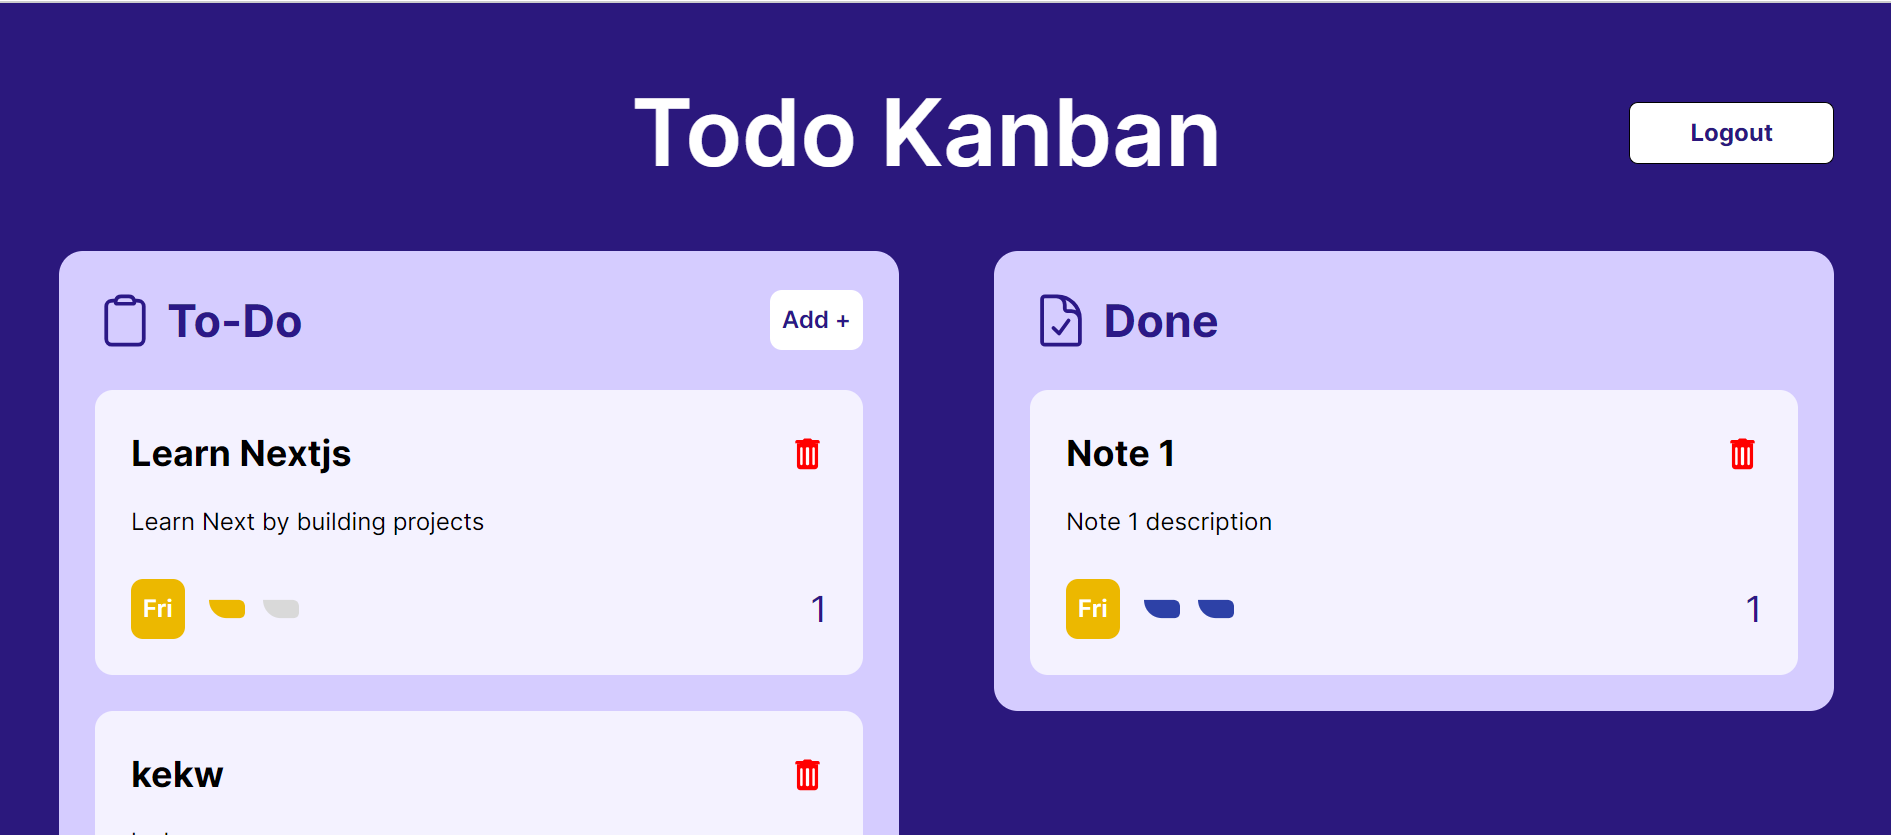 Todo Kanban
Logout
To-Do
Add +
Learn Nextjs
Learn Next by building projects
Fri
1
kekw
Done
Note 1
Note 1 description
Fri
1